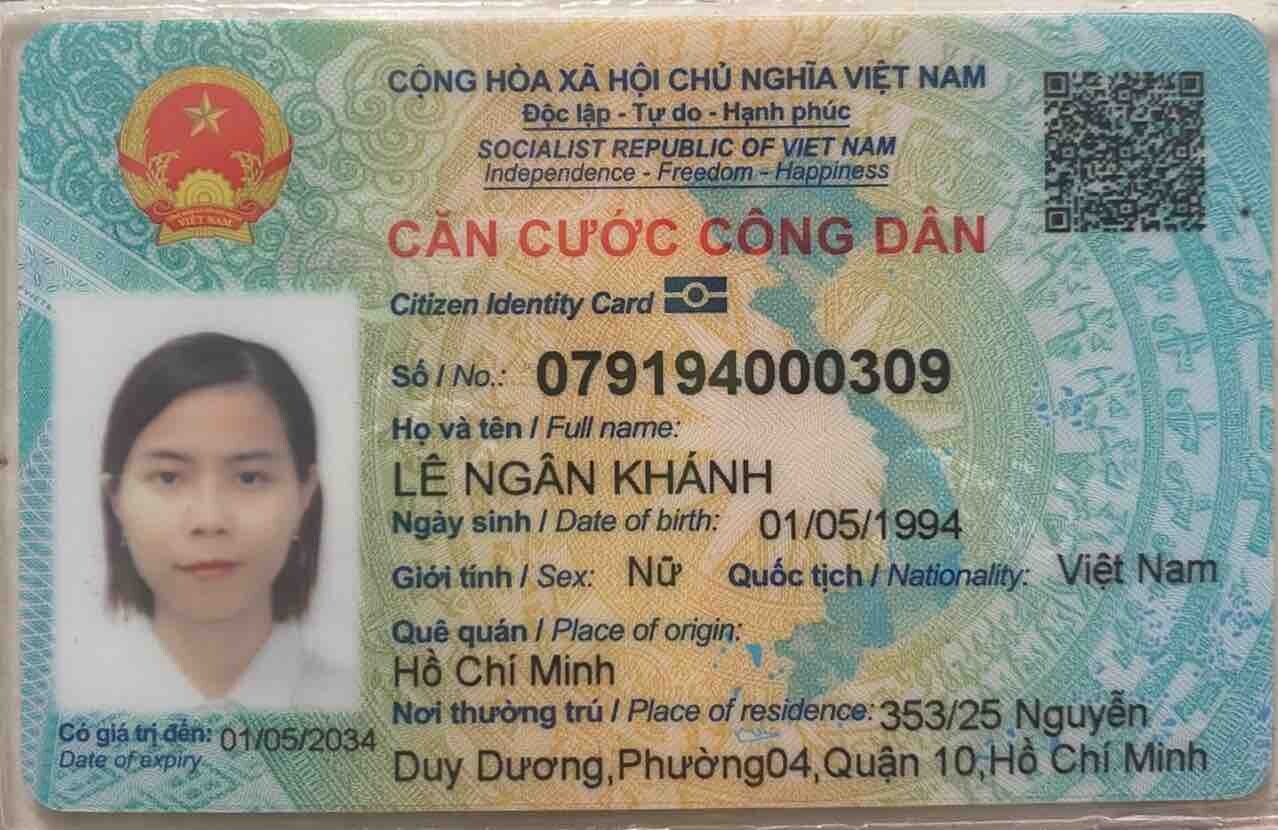 CỘNG HÒA XÃ HỘI CHỦ NGHĨA VIỆT NAM
Độc lập - Tự do - Hạnh phúc
SOCIALIST REPUBLIC OF VIET NAM
Independence - Freedom - Happiness
VIỆT NAM
CĂN CƯỚC CÔNG DÂN
Citizen Identity Card
Số / No.: 079194000309
Họ và tên / Full name:
LÊ NGÂN KHÁNH
Ngày sinh / Date of birth: 01/05/1994
Giới tính / Sex: Nữ Quốc tịch / Nationality: Việt Nam
Quê quán / Place of origin:
Hồ Chí Minh
Nơi thường trú / Place of residence: 353/25 Nguyễn
Duy Dương,Phường04,Quận 10,Hồ Chí Minh
Có giá trị đến: 01/05/2034
Date of expiry